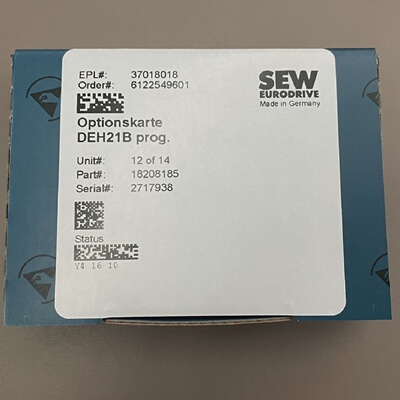 EPL#: 37018018
Order#: 6122549601
SEW
EURODRIVE
Made in Germany
Optionskarte
DEH21B prog.
Unit#: 12 of 14
Part#: 18208185
Serial#: 2717938
Status
Y4 16 10